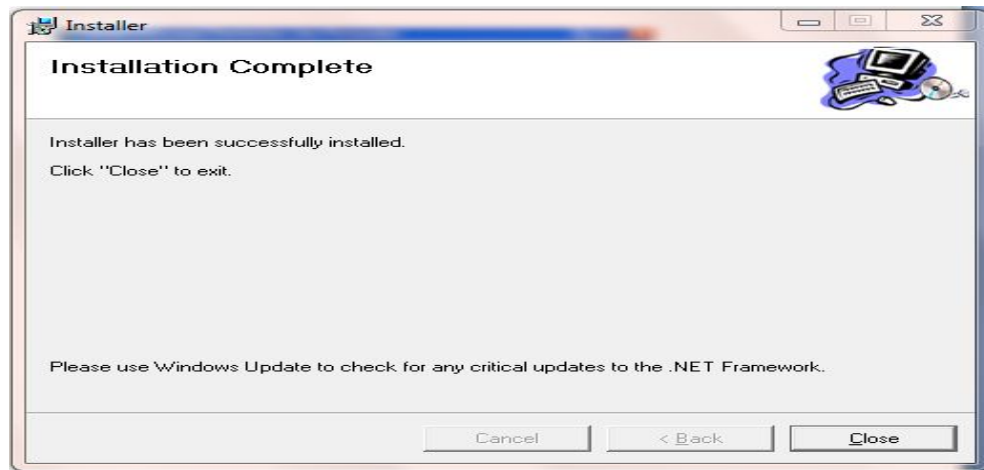 Installer
Installation Complete
Installer has been successfully installed.
Click "Close" to exit.
Please use Windows Update to check for any critical updates to the .NET Framework.
Cancel
< Back
Close